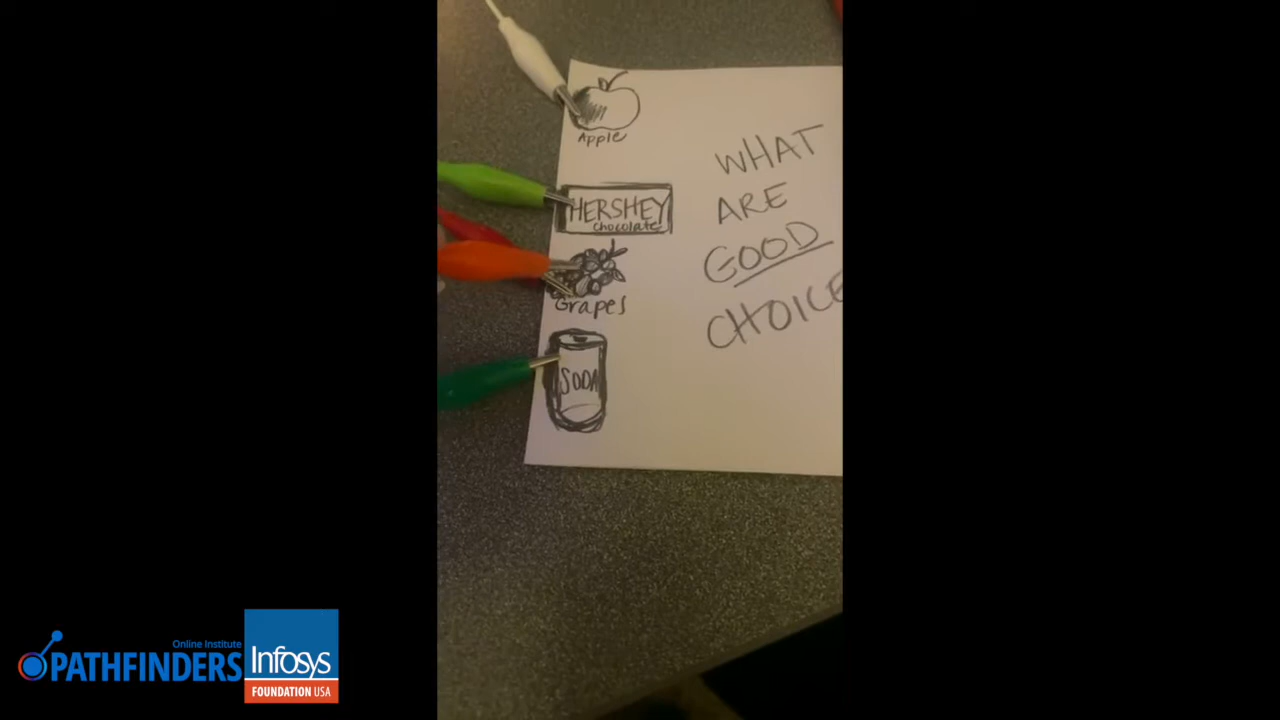 Apple
HERSHEY
chocolate
Grapes
SODA
WHAT
ARE
GOOD
CHOICE
Online Institute
PATHFINDERS
Infosys
FOUNDATION USA